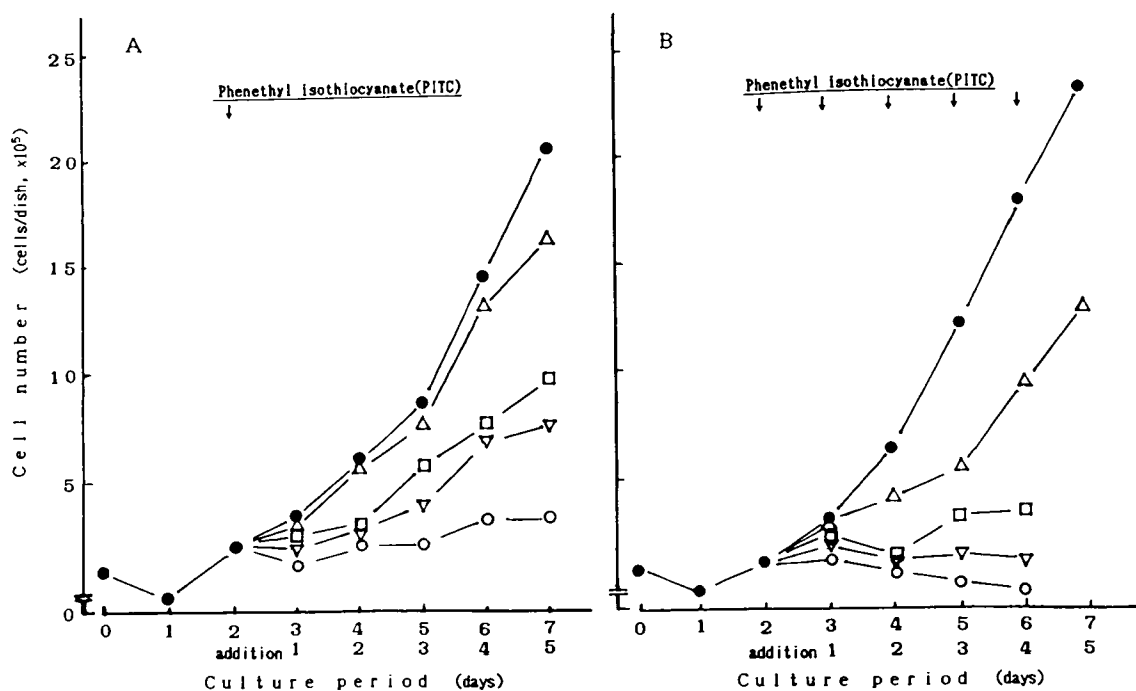 A
B
Phenethyl isothiocyanate(PITC)
Phenethyl isothiocyanate(PITC)
Cell number (cells/dish, x10⁵)
25
20
15
10
5
0
0 1 2 3 4 5 6 7
addition 1 2 3 4 5
Culture period (days)
0 1 2 3 4 5 6 7
addition 1 2 3 4 5
Culture period (days)